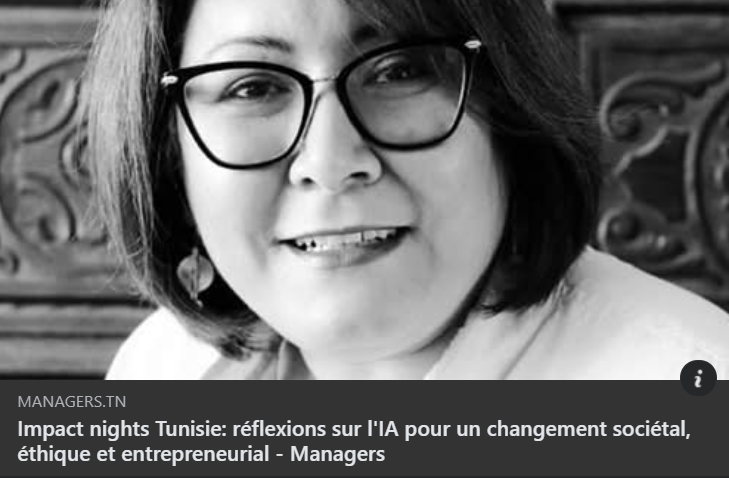 MANAGERS.TN
Impact nights Tunisie: réflexions sur l'IA pour un changement sociétal,
éthique et entrepreneurial - Managers